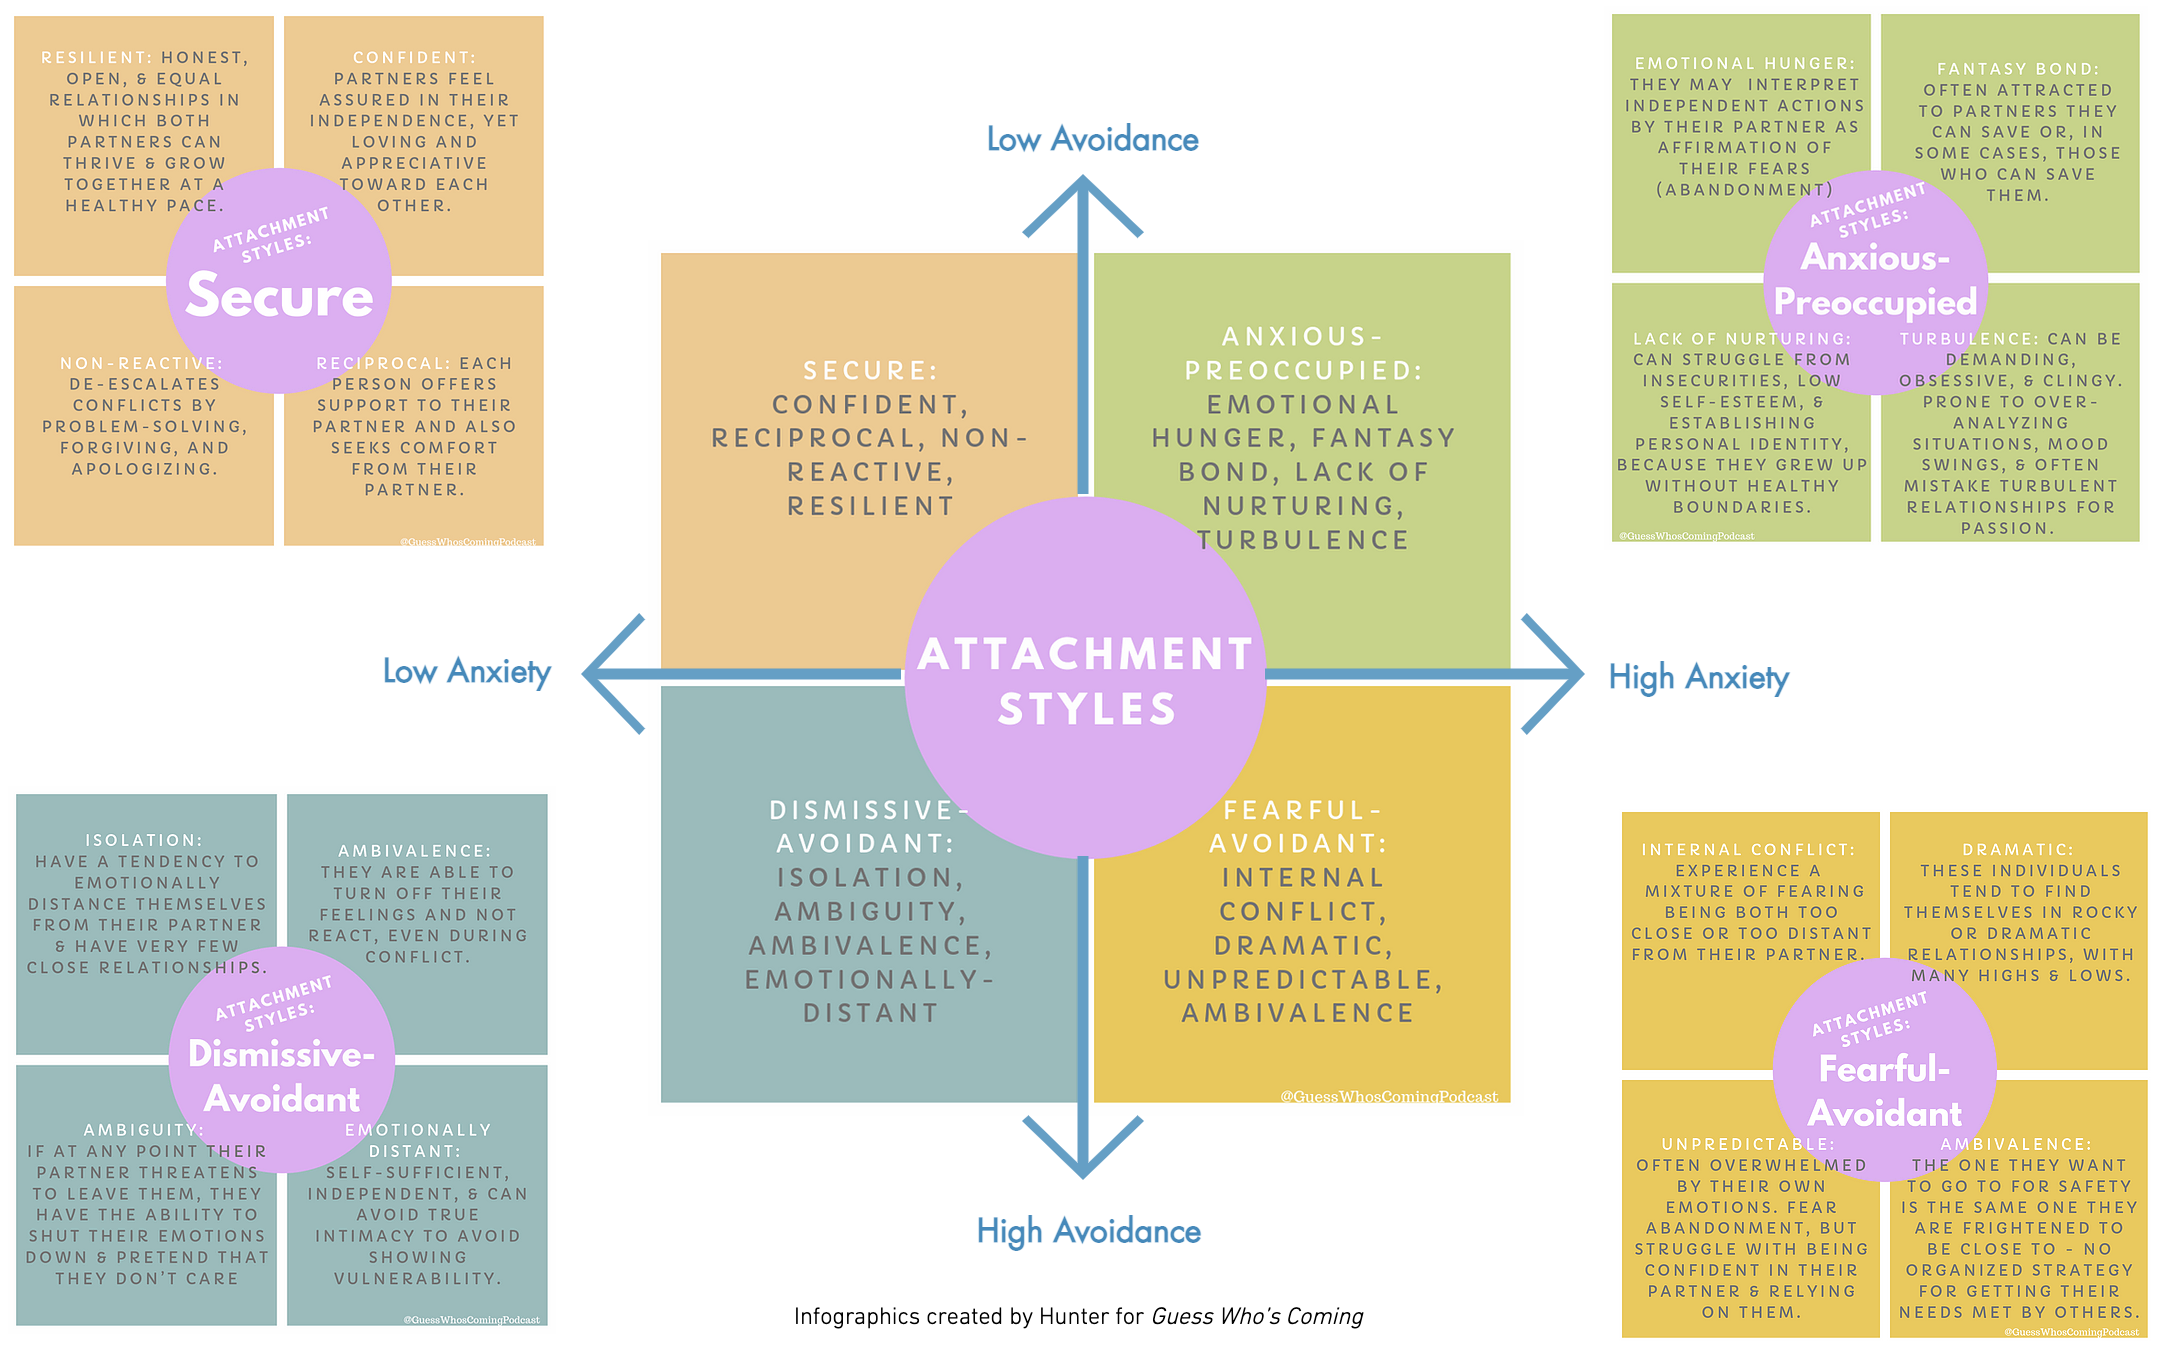 RESILIENT: HONEST,
OPEN, & EQUAL
RELATIONSHIPS IN
WHICH BOTH
PARTNERS CAN
THRIVE & GROW
TOGETHER AT A
HEALTHY PACE.
CONFIDENT:
PARTNERS FEEL
ASSURED IN THEIR
INDEPENDENCE, YET
LOVING AND
APPRECIATIVE
TOWARD EACH
OTHER.
ATTACHMENT
STYLES:
Secure
NON-REACTIVE:
DE-ESCALATES
CONFLICTS BY
PROBLEM-SOLVING,
FORGIVING, AND
APOLOGIZING.
RECIPROCAL: EACH
PERSON OFFERS
SUPPORT TO THEIR
PARTNER AND ALSO
SEEKS COMFORT
FROM THEIR
PARTNER.
@GuessWhosComingPodcast
EMOTIONAL HUNGER:
THEY MAY INTERPRET
INDEPENDENT ACTIONS
BY THEIR PARTNER AS
AFFIRMATION OF
THEIR FEARS
(ABANDONMENT)
FANTASY BOND:
OFTEN ATTRACTED
TO PARTNERS THEY
CAN SAVE OR, IN
SOME CASES, THOSE
WHO CAN SAVE
THEM.
ATTACHMENT
STYLES:
Anxious-
Preoccupied
LACK OF NURTURING:
CAN STRUGGLE FROM
INSECURITIES, LOW
SELF-ESTEEM, &
ESTABLISHING
PERSONAL IDENTITY,
BECAUSE THEY GREW UP
WITHOUT HEALTHY
BOUNDARIES.
@GuessWhosComingPodcast
TURBULENCE: CAN BE
DEMANDING,
OBSESSIVE, & CLINGY.
PRONE TO OVER-
ANALYZING
SITUATIONS, MOOD
SWINGS, & OFTEN
MISTAKE TURBULENT
RELATIONSHIPS FOR
PASSION.
Low Avoidance
SECURE:
CONFIDENT,
RECIPROCAL, NON-
REACTIVE,
RESILIENT
ANXIOUS-
PREOCCUPIED:
EMOTIONAL
HUNGER, FANTASY
BOND, LACK OF
NURTURING,
TURBULENCE
Low Anxiety
ATTACHMENT
STYLES
High Anxiety
DISMISSIVE-
AVOIDANT:
ISOLATION,
AMBIGUITY,
AMBIVALENCE,
EMOTIONALLY-
DISTANT
FEARFUL-
AVOIDANT:
INTERNAL
CONFLICT,
DRAMATIC,
UNPREDICTABLE,
AMBIVALENCE
@GuessWhosComingPodcast
High Avoidance
ISOLATION:
HAVE A TENDENCY TO
EMOTIONALLY
DISTANCE THEMSELVES
FROM THEIR PARTNER
& HAVE VERY FEW
CLOSE RELATIONSHIPS.
AMBIVALENCE:
THEY ARE ABLE TO
TURN OFF THEIR
FEELINGS AND NOT
REACT, EVEN DURING
CONFLICT.
ATTACHMENT
STYLES:
Dismissive-
Avoidant
AMBIGUITY:
IF AT ANY POINT THEIR
PARTNER THREATENS
TO LEAVE THEM, THEY
HAVE THE ABILITY TO
SHUT THEIR EMOTIONS
DOWN & PRETEND THAT
THEY DON'T CARE
EMOTIONALLY
DISTANT:
SELF-SUFFICIENT,
INDEPENDENT, & CAN
AVOID TRUE
INTIMACY TO AVOID
SHOWING
VULNERABILITY.
@GuessWhosComingPodcast
INTERNAL CONFLICT:
EXPERIENCE A
MIXTURE OF FEARING
BEING BOTH TOO
CLOSE OR TOO DISTANT
FROM THEIR PARTNER.
DRAMATIC:
THESE INDIVIDUALS
TEND TO FIND
THEMSELVES IN ROCKY
OR DRAMATIC
RELATIONSHIPS, WITH
MANY HIGHS & LOWS.
ATTACHMENT
STYLES:
Fearful-
Avoidant
UNPREDICTABLE:
OFTEN OVERWHELMED
BY THEIR OWN
EMOTIONS. FEAR
ABANDONMENT, BUT
STRUGGLE WITH BEING
CONFIDENT IN THEIR
PARTNER & RELYING
ON THEM.
AMBIVALENCE:
THE ONE THEY WANT
TO GO TO FOR SAFETY
IS THE SAME ONE THEY
ARE FRIGHTENED TO
BE CLOSE TO - NO
ORGANIZED STRATEGY
FOR GETTING THEIR
NEEDS MET BY OTHERS.
@GuessWhosComingPodcast
Infographics created by Hunter for Guess Who's Coming